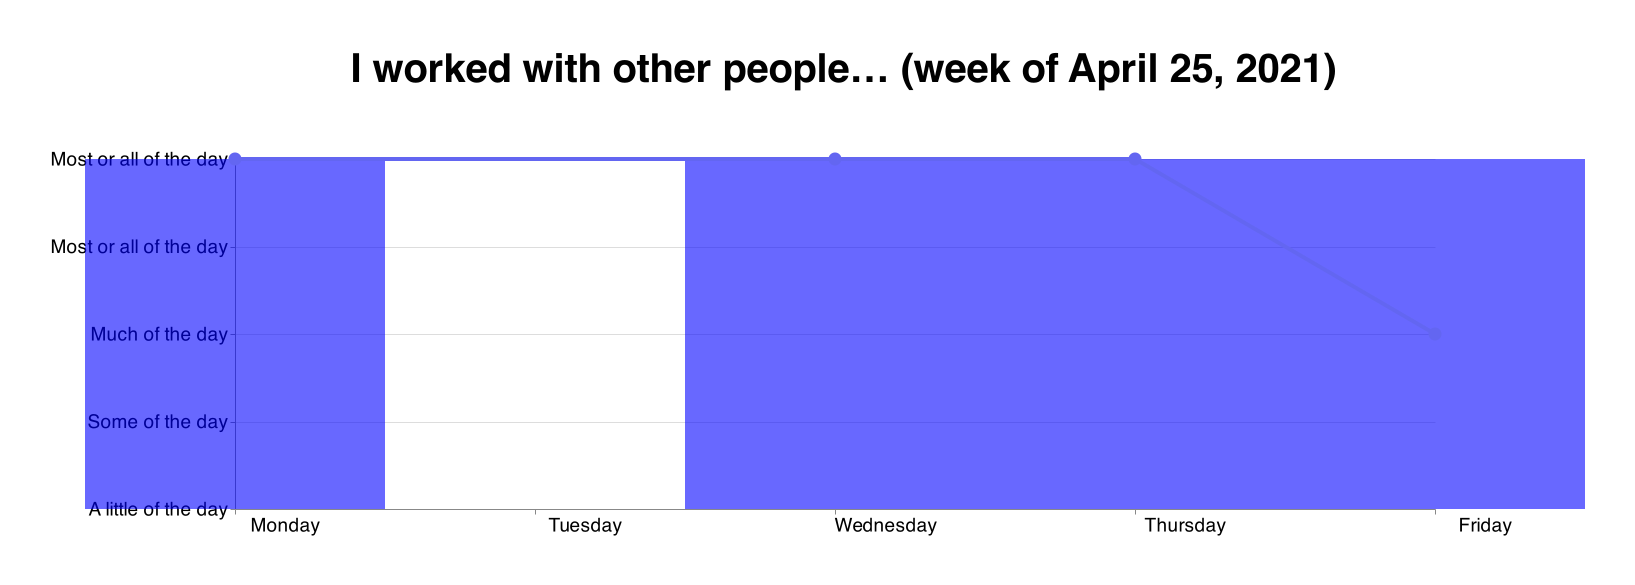 I worked with other people… (week of April 25, 2021)
Most or all of the day
Most or all of the day
Much of the day
Some of the day
A little of the day
Monday Tuesday Wednesday Thursday Friday